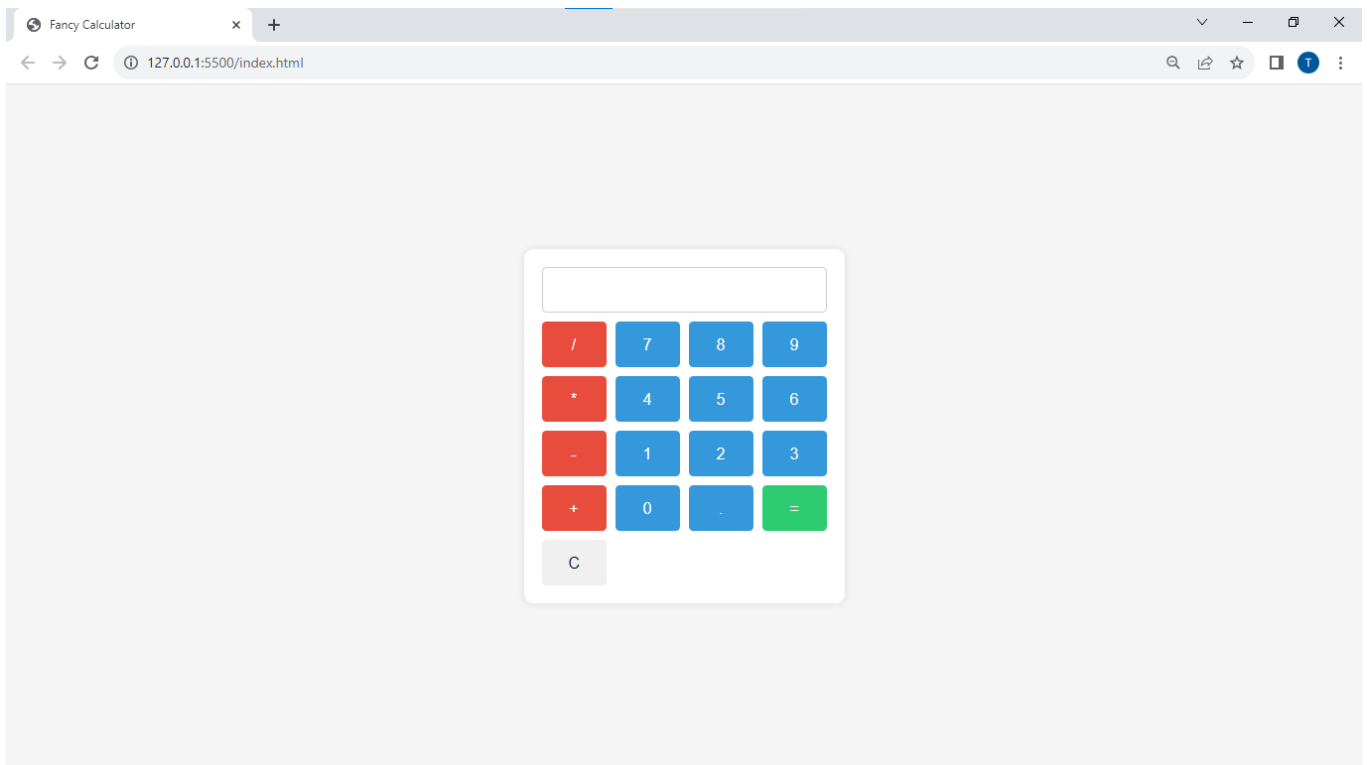 Fancy Calculator
127.0.0.1:5500/index.html
T
/ 7 8 9
* 4 5 6
- 1 2 3
+ 0 . =
C